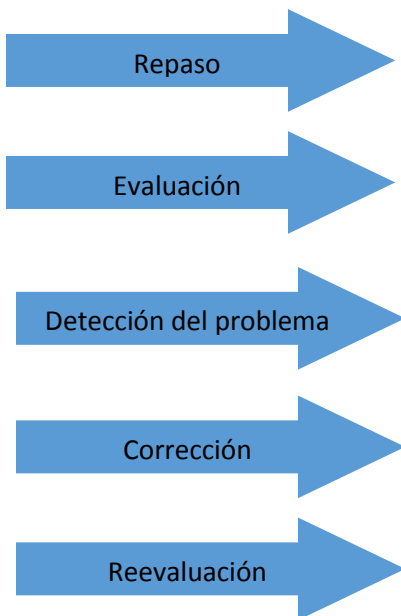 Repaso
Evaluación
Detección del problema
Corrección
Reevaluación